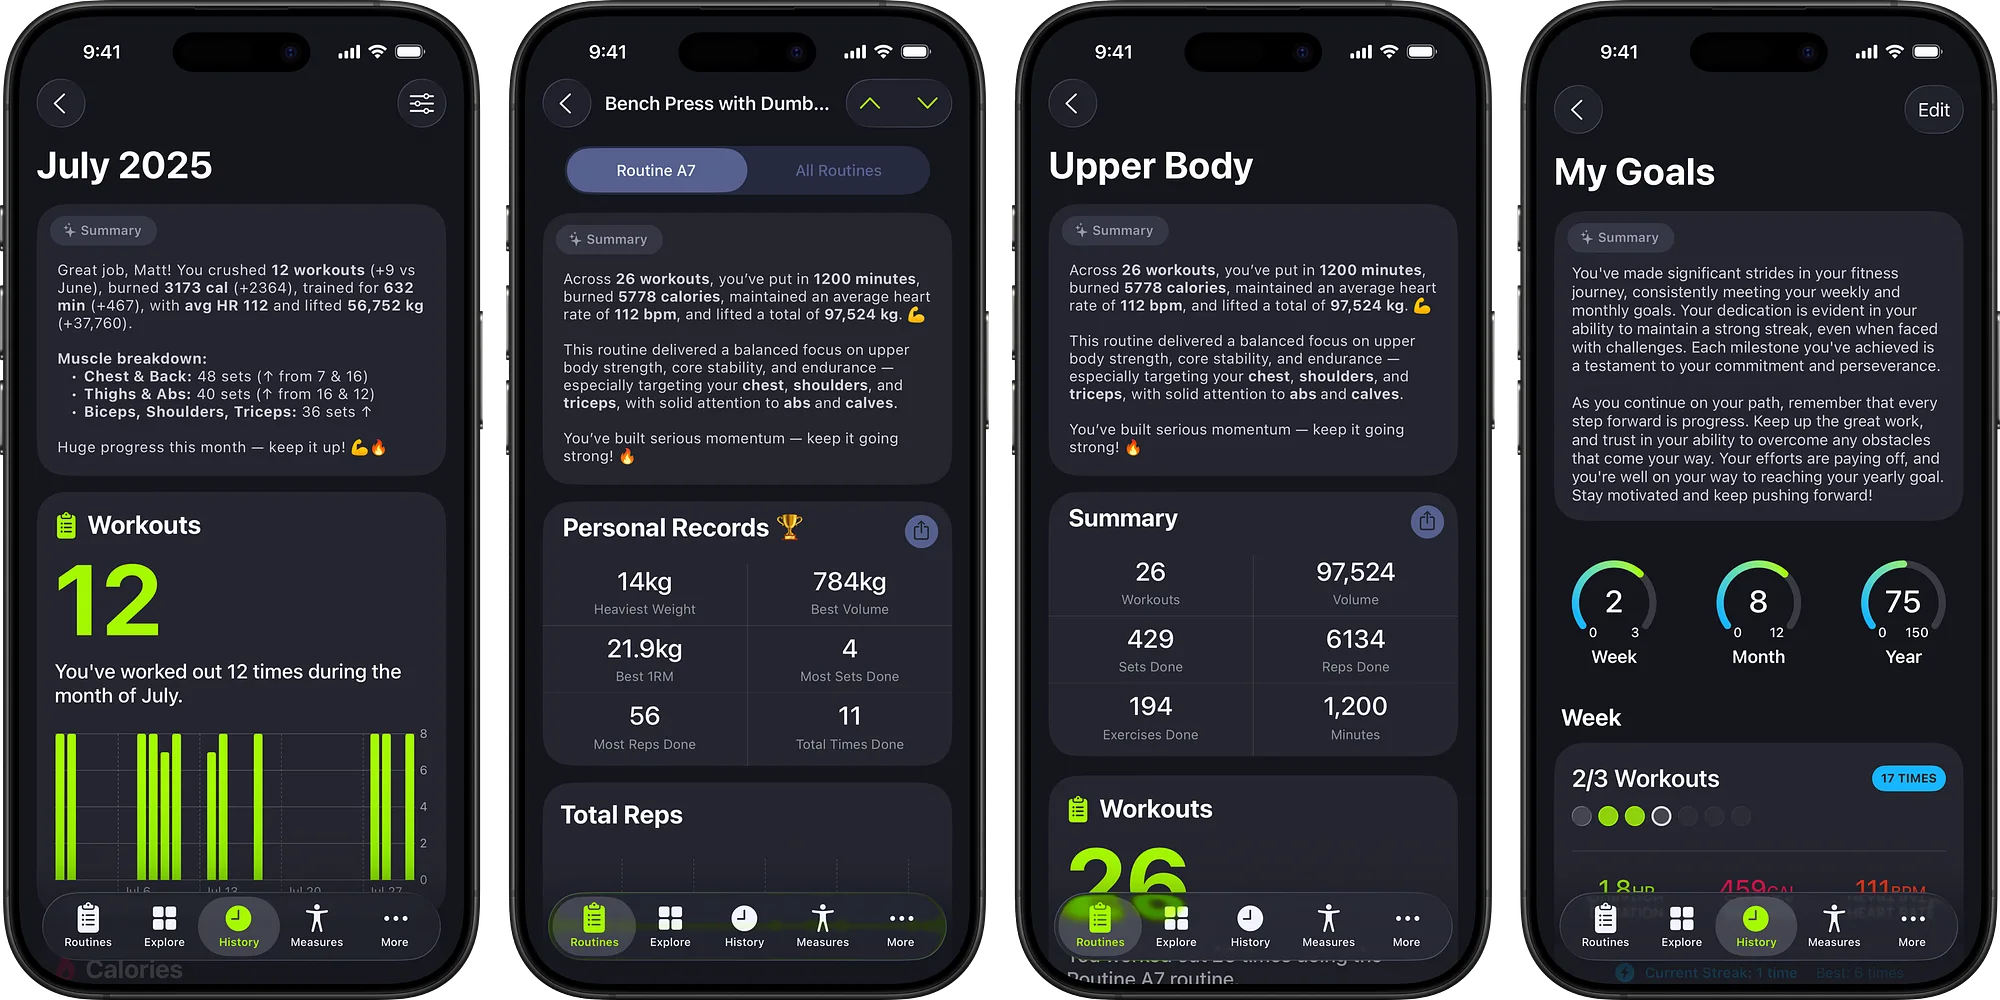 9:41
July 2025
Summary
Great job, Matt! You crushed 12 workouts (+9 vs
June), burned 3173 cal (+2364), trained for 632
min (+467), with avg HR 112 and lifted 56,752 kg
(+37,760).
Muscle breakdown:
• Chest & Back: 48 sets (↑ from 7 & 16)
• Thighs & Abs: 40 sets (↑ from 16 & 12)
• Biceps, Shoulders, Triceps: 36 sets ↑
Huge progress this month — keep it up! 💪🔥
Workouts
12
You've worked out 12 times during the
month of July.
8
6
4
2
0
Jul 6 Jul 13 Jul 20 Jul 27
Routines Explore History Measures More
Calories
9:41
Bench Press with Dumb...
Routine A7 All Routines
Summary
Across 26 workouts, you've put in 1200 minutes,
burned 5778 calories, maintained an average heart
rate of 112 bpm, and lifted a total of 97,524 kg. 💪
This routine delivered a balanced focus on upper
body strength, core stability, and endurance —
especially targeting your chest, shoulders, and
triceps, with solid attention to abs and calves.
You've built serious momentum — keep it going
strong! 🔥
Personal Records 🏆
14kg 784kg
Heaviest Weight Best Volume
21.9kg 4
Best 1RM Most Sets Done
56 11
Most Reps Done Total Times Done
Total Reps
Routines Explore History Measures More
9:41
Upper Body
Summary
Across 26 workouts, you've put in 1200 minutes,
burned 5778 calories, maintained an average heart
rate of 112 bpm, and lifted a total of 97,524 kg. 💪
This routine delivered a balanced focus on upper
body strength, core stability, and endurance —
especially targeting your chest, shoulders, and
triceps, with solid attention to abs and calves.
You've built serious momentum — keep it going
strong! 🔥
Summary
26 97,524
Workouts Volume
429 6134
Sets Done Reps Done
194 1,200
Exercises Done Minutes
Workouts
26
Routines Explore History Measures More
You worked out 26 times using the
Routine A7 routine.
9:41
Edit
My Goals
Summary
You've made significant strides in your fitness
journey, consistently meeting your weekly and
monthly goals. Your dedication is evident in your
ability to maintain a strong streak, even when faced
with challenges. Each milestone you've achieved is
a testament to your commitment and perseverance.
As you continue on your path, remember that every
step forward is progress. Keep up the great work,
and trust in your ability to overcome any obstacles
that come your way. Your efforts are paying off, and
you're well on your way to reaching your yearly goal.
Stay motivated and keep pushing forward!
2 8 75
0 3 0 12 0 150
Week Month Year
Week
2/3 Workouts 17 TIMES
1.8HR 459CAL 111BPM
Routines Explore History Measures More
Current Streak: 1 time Best: 6 times